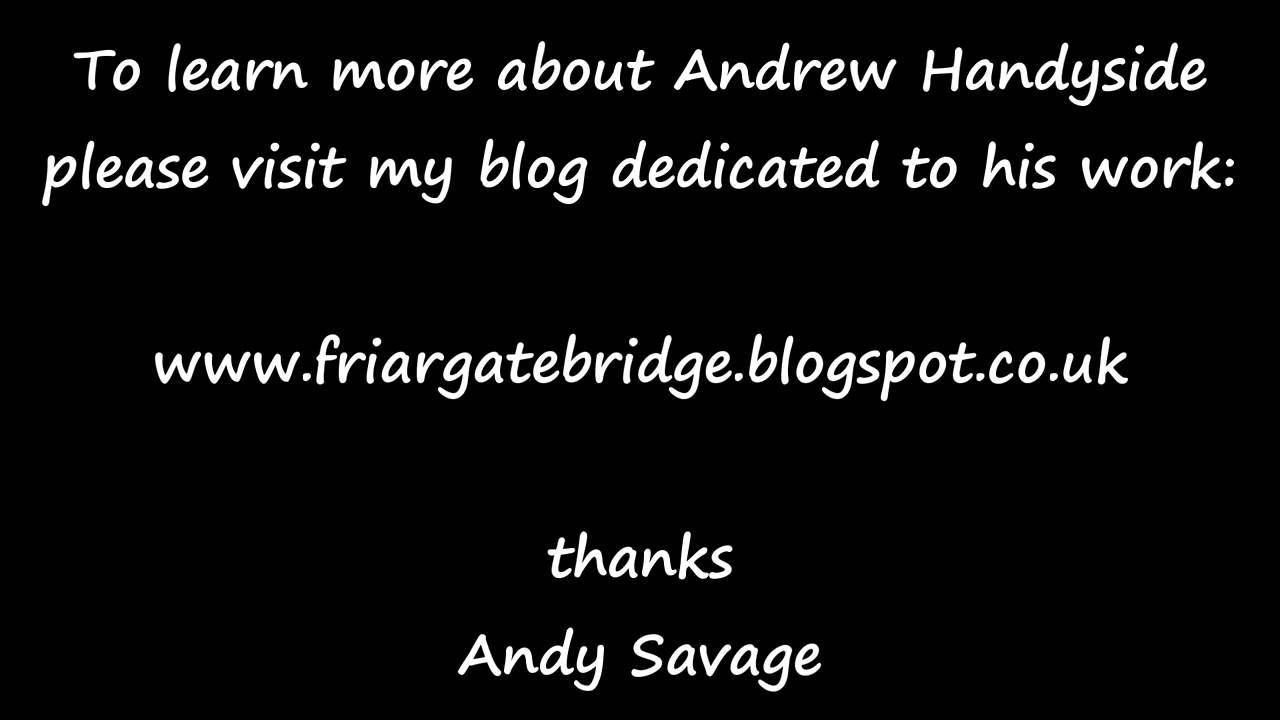 To learn more about Andrew Handyside
please visit my blog dedicated to his work:
www.friargatebridge.blogspot.co.uk
thanks
Andy Savage